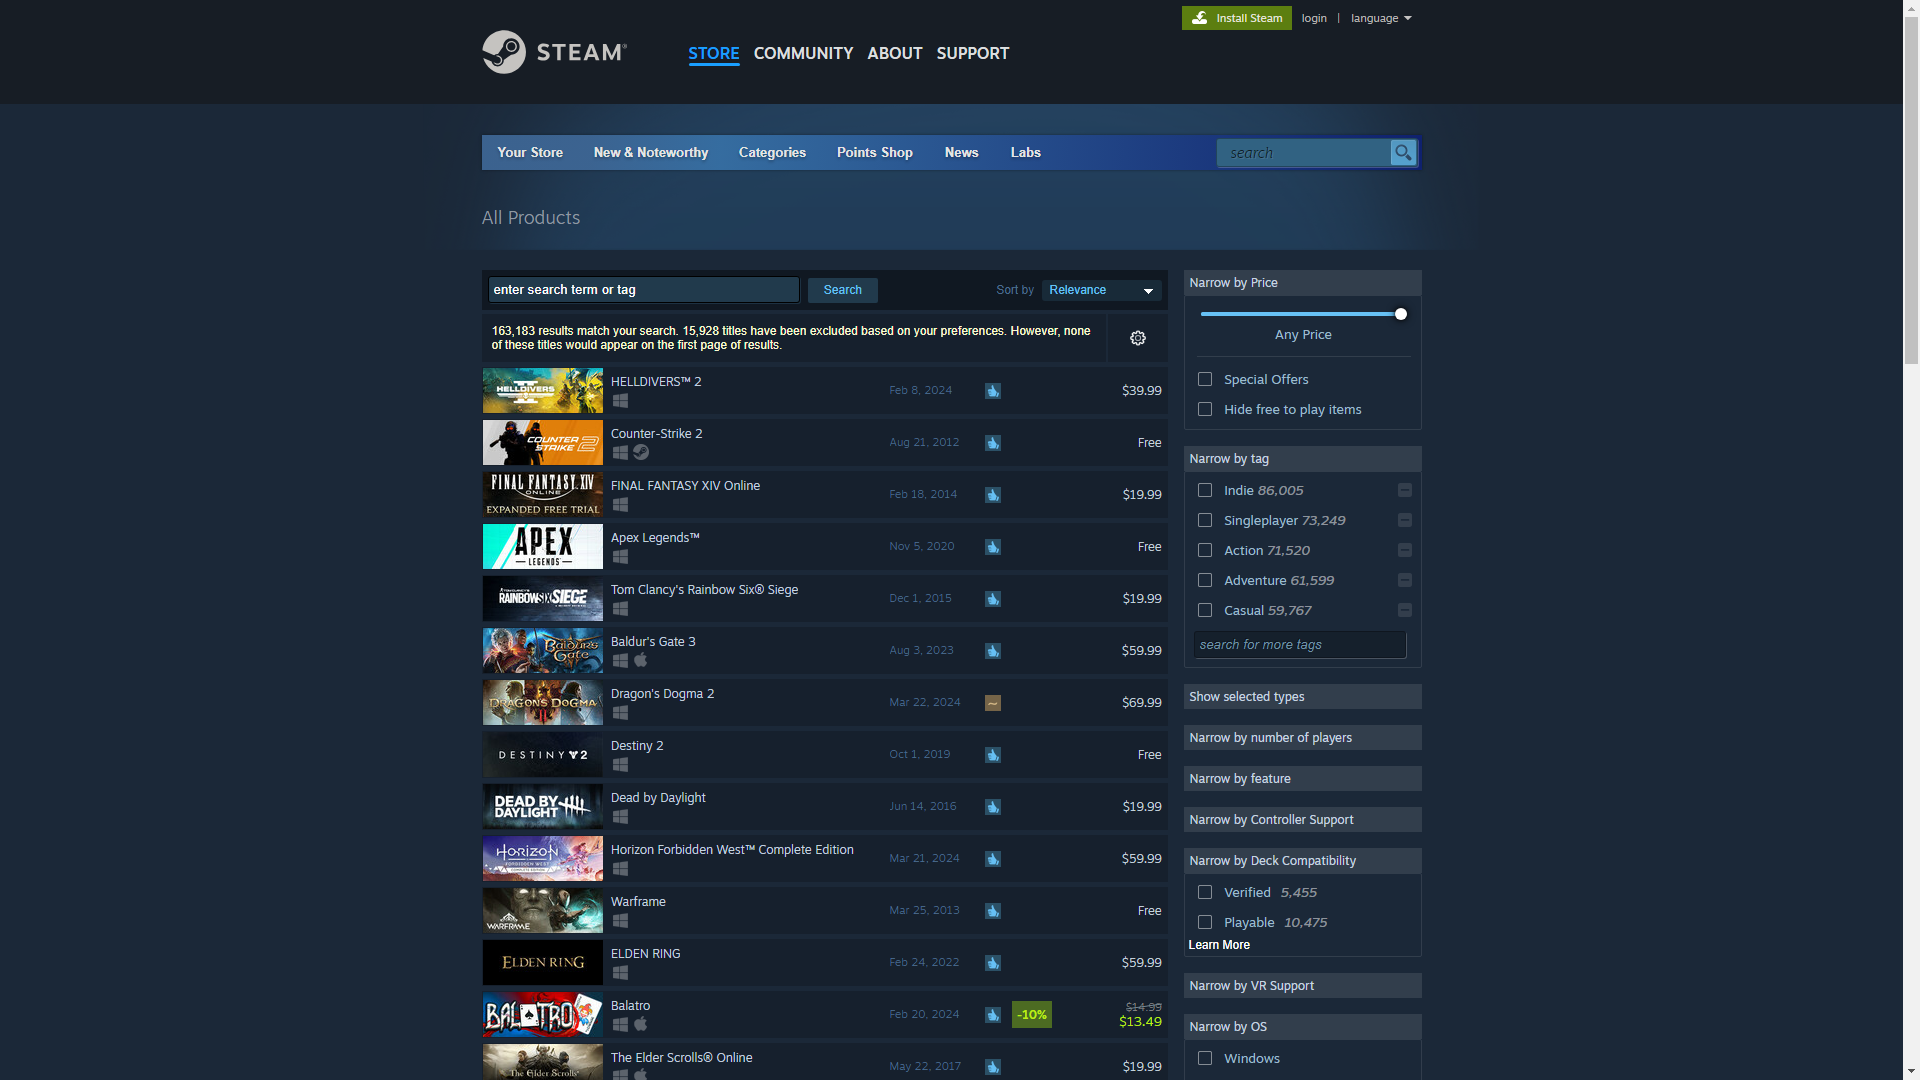 Install Steam
login | language
STEAM®
STORE COMMUNITY ABOUT SUPPORT
Your Store New & Noteworthy Categories Points Shop News Labs search
All Products
enter search term or tag Search Sort by Relevance
163,183 results match your search. 15,928 titles have been excluded based on your preferences. However, none
of these titles would appear on the first page of results.
HELLDIVERS II
HELLDIVERS™ 2 Feb 8, 2024 $39.99
COUNTER STRIKE 2
Counter-Strike 2 Aug 21, 2012 Free
FINAL FANTASY XIV
ONLINE
EXPANDED FREE TRIAL
FINAL FANTASY XIV Online Feb 18, 2014 $19.99
APEX
LEGENDS
Apex Legends™ Nov 5, 2020 Free
RAINBOW SIX SIEGE
Tom Clancy's Rainbow Six® Siege Dec 1, 2015 $19.99
BALDUR'S GATE
Baldur's Gate 3 Aug 3, 2023 $59.99
DRAGON'S DOGMA II
Dragon's Dogma 2 Mar 22, 2024 $69.99
DESTINY 2
Destiny 2 Oct 1, 2019 Free
DEAD BY
DAYLIGHT
Dead by Daylight Jun 14, 2016 $19.99
HORIZON
FORBIDDEN WEST
COMPLETE EDITION
Horizon Forbidden West™ Complete Edition Mar 21, 2024 $59.99
WARFRAME
Warframe Mar 25, 2013 Free
ELDEN RING
ELDEN RING Feb 24, 2022 $59.99
BALATRO
Balatro Feb 20, 2024 -10% $14.99
$13.49
The Elder Scrolls
The Elder Scrolls® Online May 22, 2017 $19.99
Narrow by Price
Any Price
Special Offers
Hide free to play items
Narrow by tag
Indie 86,005
Singleplayer 73,249
Action 71,520
Adventure 61,599
Casual 59,767
search for more tags
Show selected types
Narrow by number of players
Narrow by feature
Narrow by Controller Support
Narrow by Deck Compatibility
Verified 5,455
Playable 10,475
Learn More
Narrow by VR Support
Narrow by OS
Windows